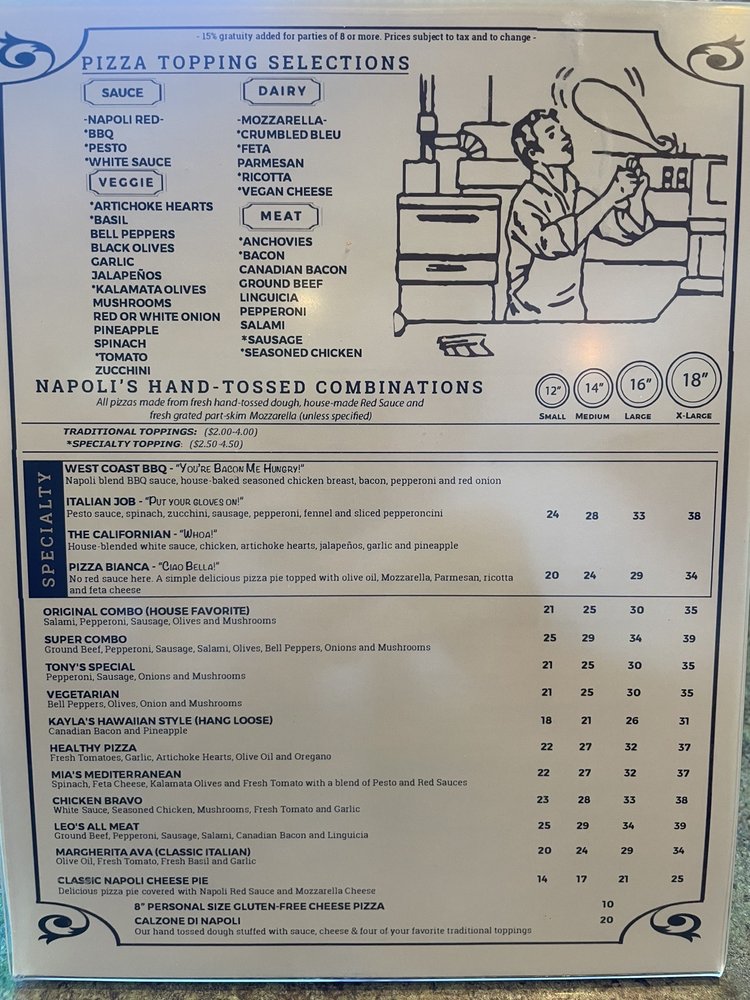 - 15% gratuity added for parties of 8 or more. Prices subject to tax and to change -
PIZZA TOPPING SELECTIONS
SAUCE
-NAPOLI RED-
*BBQ
*PESTO
*WHITE SAUCE
VEGGIE
*ARTICHOKE HEARTS
*BASIL
BELL PEPPERS
BLACK OLIVES
GARLIC
JALAPEÑOS
*KALAMATA OLIVES
MUSHROOMS
RED OR WHITE ONION
PINEAPPLE
SPINACH
*TOMATO
ZUCCHINI
DAIRY
-MOZZARELLA-
*CRUMBLED BLEU
*FETA
PARMESAN
*RICOTTA
*VEGAN CHEESE
MEAT
*ANCHOVIES
*BACON
CANADIAN BACON
GROUND BEEF
LINGUICIA
PEPPERONI
SALAMI
*SAUSAGE
*SEASONED CHICKEN
NAPOLI'S HAND-TOSSED COMBINATIONS
All pizzas made from fresh hand-tossed dough, house-made Red Sauce and
fresh grated part-skim Mozzarella (unless specified)
12" 14" 16" 18"
SMALL MEDIUM LARGE X-LARGE
TRADITIONAL TOPPINGS: ($2.00-4.00)
*SPECIALTY TOPPING: ($2.50-4.50)
SPECIALTY
WEST COAST BBQ - "YOU'RE BACON ME HUNGRY!"
Napoli blend BBQ sauce, house-baked seasoned chicken breast, bacon, pepperoni and red onion
ITALIAN JOB - "PUT YOUR GLOVES ON!"
Pesto sauce, spinach, zucchini, sausage, pepperoni, fennel and sliced pepperoncini 24 28 33 38
THE CALIFORNIAN - "WHOA!"
House-blended white sauce, chicken, artichoke hearts, jalapeños, garlic and pineapple
PIZZA BIANCA - "CIAO BELLA!"
No red sauce here. A simple delicious pizza pie topped with olive oil, Mozzarella, Parmesan, ricotta 20 24 29 34
and feta cheese
ORIGINAL COMBO (HOUSE FAVORITE) 21 25 30 35
Salami, Pepperoni, Sausage, Olives and Mushrooms
SUPER COMBO 25 29 34 39
Ground Beef, Pepperoni, Sausage, Salami, Olives, Bell Peppers, Onions and Mushrooms
TONY'S SPECIAL 21 25 30 35
Pepperoni, Sausage, Onions and Mushrooms
VEGETARIAN 21 25 30 35
Bell Peppers, Olives, Onion and Mushrooms
KAYLA'S HAWAIIAN STYLE (HANG LOOSE) 18 21 26 31
Canadian Bacon and Pineapple
HEALTHY PIZZA 22 27 32 37
Fresh Tomatoes, Garlic, Artichoke Hearts, Olive Oil and Oregano
MIA'S MEDITERRANEAN 22 27 32 37
Spinach, Feta Cheese, Kalamata Olives and Fresh Tomato with a blend of Pesto and Red Sauces
CHICKEN BRAVO 23 28 33 38
White Sauce, Seasoned Chicken, Mushrooms, Fresh Tomato and Garlic
LEO'S ALL MEAT 25 29 34 39
Ground Beef, Pepperoni, Sausage, Salami, Canadian Bacon and Linguicia
MARGHERITA AVA (CLASSIC ITALIAN) 20 24 29 34
Olive Oil, Fresh Tomato, Fresh Basil and Garlic
CLASSIC NAPOLI CHEESE PIE 14 17 21 25
Delicious pizza pie covered with Napoli Red Sauce and Mozzarella Cheese
8" PERSONAL SIZE GLUTEN-FREE CHEESE PIZZA 10
CALZONE DI NAPOLI 20
Our hand tossed dough stuffed with sauce, cheese & four of your favorite traditional toppings